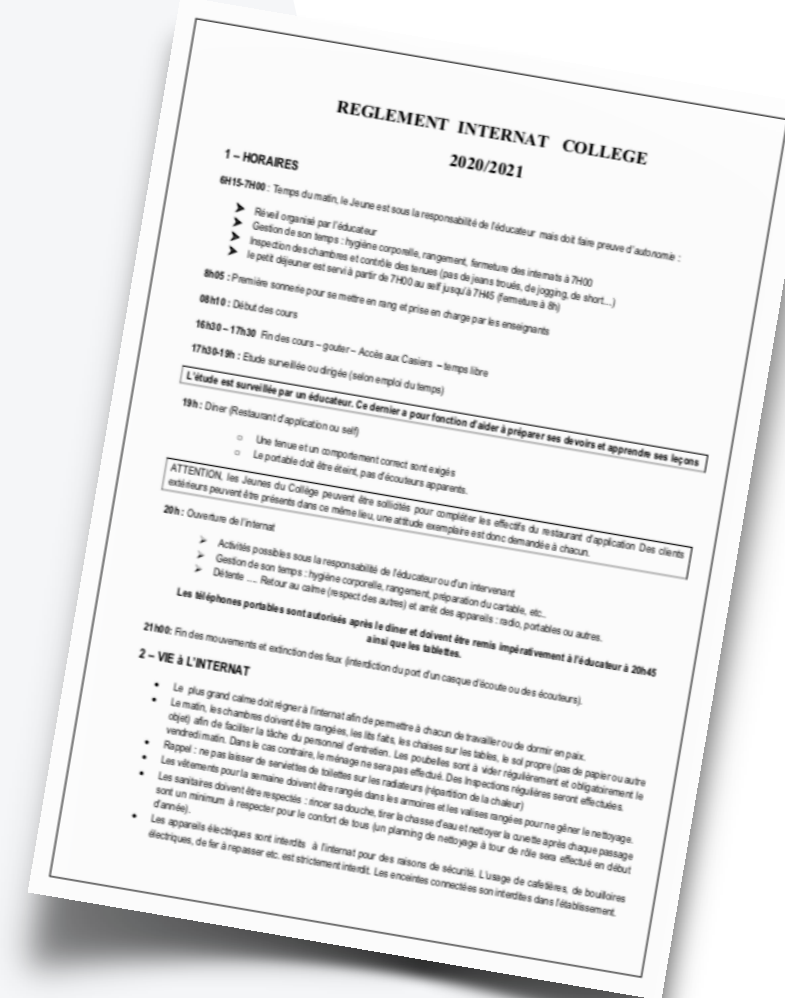 REGLEMENT INTERNAT COLLEGE
2020/2021
1 – HORAIRES
6H15-7H00 : Temps du matin, le Jeune est sous la responsabilité de l'éducateur mais doit faire preuve d'autonomie :
➤ Réveil organisé par l'éducateur
➤ Gestion de son temps : hygiène corporelle, rangement, fermeture des internats à 7H00
➤ Inspection des chambres et contrôle des tenues (pas de jeans troués, de jogging, de short…)
➤ le petit déjeuner est servi à partir de 7H00 au self jusqu'à 7H45 (fermeture à 8h)
8h05 : Première sonnerie pour se mettre en rang et prise en charge par les enseignants
08h10 : Début des cours
16h30 – 17h30 Fin des cours – gouter – Accès aux Casiers – temps libre
17h30-19h : Etude surveillée ou dirigée (selon emploi du temps)
L'étude est surveillée par un éducateur. Ce dernier a pour fonction d'aider à préparer ses devoirs et apprendre ses leçons
19h : Diner (Restaurant d'application ou self)
o Une tenue et un comportement correct sont exigés
o Le portable doit être éteint, pas d'écouteurs apparents.
ATTENTION, les Jeunes du Collège peuvent être sollicités pour compléter les effectifs du restaurant d'application Des clients
extérieurs peuvent être présents dans ce même lieu, une attitude exemplaire est donc demandée à chacun.
20h : Ouverture de l'internat
➤ Activités possibles sous la responsabilité de l'éducateur ou d'un intervenant
➤ Gestion de son temps : hygiène corporelle, rangement, préparation du cartable, etc..
➤ Détente …. Retour au calme (respect des autres) et arrêt des appareils : radio, portables ou autres.
Les téléphones portables sont autorisés après le diner et doivent être remis impérativement à l'éducateur à 20h45
ainsi que les tablettes.
21h00: Fin des mouvements et extinction des feux (interdiction du port d'un casque d'écoute ou des écouteurs).
2 – VIE à L'INTERNAT
• Le plus grand calme doit régner à l'internat afin de permettre à chacun de travailler ou de dormir en paix.
• Le matin, les chambres doivent être rangées, les lits faits, les chaises sur les tables, le sol propre (pas de papier ou autre
objet) afin de faciliter la tâche du personnel d'entretien. Les poubelles sont à vider régulièrement et obligatoirement le
vendredi matin. Dans le cas contraire, le ménage ne sera pas effectué. Des Inspections régulières seront effectuées.
• Rappel : ne pas laisser de serviettes de toilettes sur les radiateurs (répartition de la chaleur)
• Les vêtements pour la semaine doivent être rangés dans les armoires et les valises rangées pour ne gêner le nettoyage.
• Les sanitaires doivent être respectés : rincer sa douche, tirer la chasse d'eau et nettoyer la cuvette après chaque passage
sont un minimum à respecter pour le confort de tous (un planning de nettoyage à tour de rôle sera effectué en début
d'année).
• Les appareils électriques sont interdits à l'internat pour des raisons de sécurité. L'usage de cafetières, de bouilloires
électriques, de fer à repasser etc. est strictement interdit. Les enceintes connectées son interdites dans l'établissement.